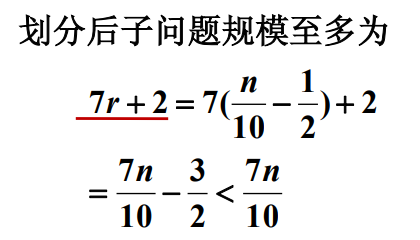 划分后子问题规模至多为
7r + 2 = 7(n/10 − 1/2) + 2
= 7n/10 − 3/2 < 7n/10